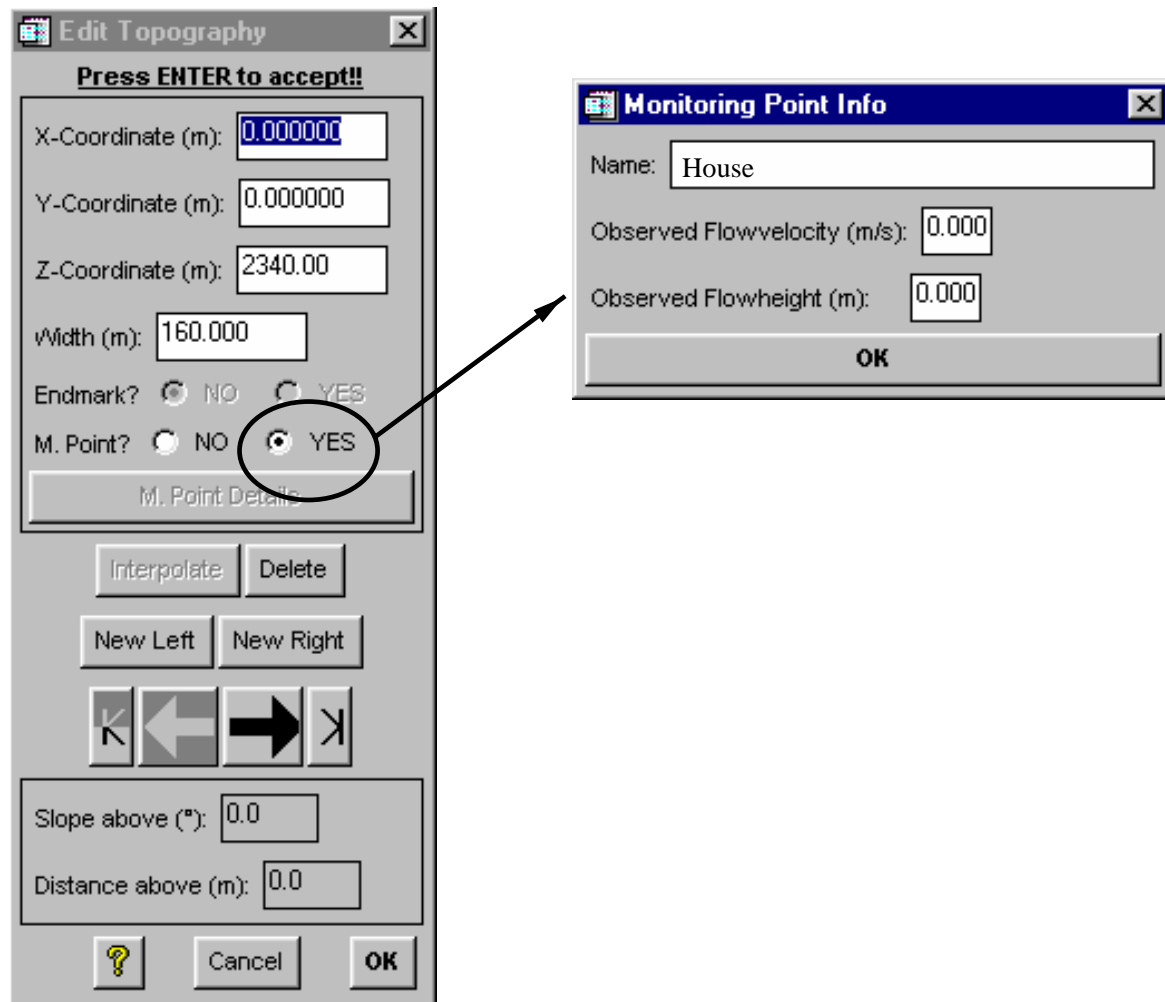 Edit Topography
Press ENTER to accept!!
X-Coordinate (m): 0.000000
Y-Coordinate (m): 0.000000
Z-Coordinate (m): 2340.00
Width (m): 160.000
Endmark? NO YES
M. Point? NO YES
M. Point Details
Interpolate Delete
New Left New Right
Slope above (°): 0.0
Distance above (m): 0.0
? Cancel OK
Monitoring Point Info
Name: House
Observed Flowvelocity (m/s): 0.000
Observed Flowheight (m): 0.000
OK